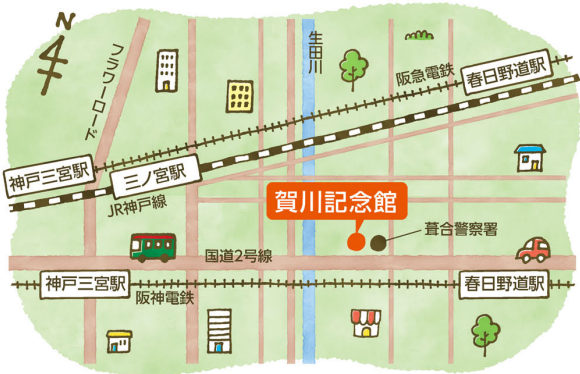 N
フラワーロード
生田川
阪急電鉄
春日野道駅
神戸三宮駅
三ノ宮駅
JR神戸線
賀川記念館
葺合警察署
国道2号線
神戸三宮駅
阪神電鉄
春日野道駅